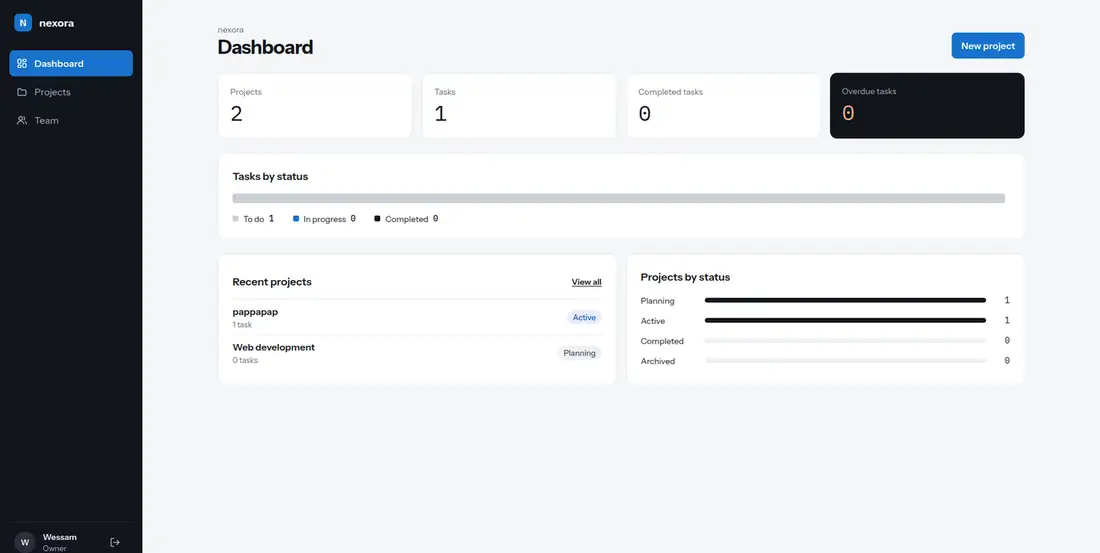 N nexora
Dashboard
Projects
Team
W Wessam
Owner
nexora
Dashboard
New project
Projects
2
Tasks
1
Completed tasks
0
Overdue tasks
0
Tasks by status
To do 1 In progress 0 Completed 0
Recent projects View all
pappapap
1 task
Active
Web development
0 tasks
Planning
Projects by status
Planning 1
Active 1
Completed 0
Archived 0